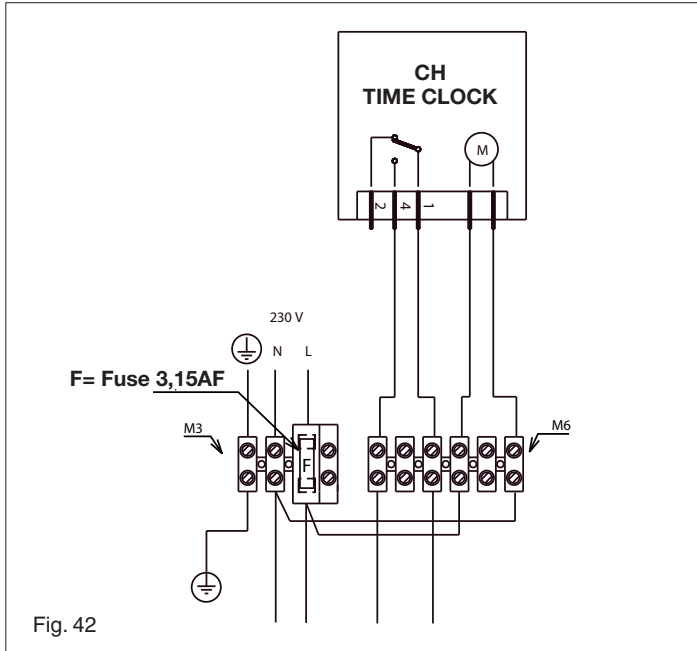 CH
TIME CLOCK
M
2 4 1
230 V
N L
F= Fuse 3,15AF
M3
M6
F
Fig. 42